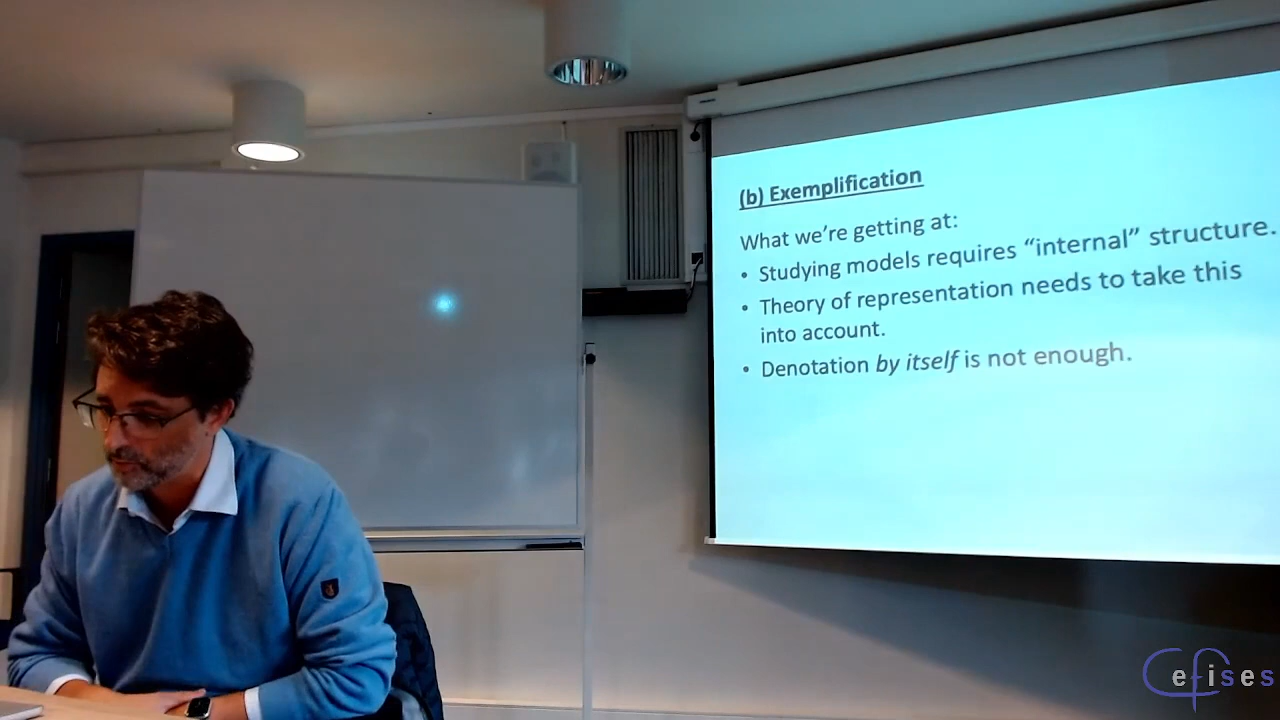 (b) Exemplification
What we're getting at:
• Studying models requires “internal” structure.
• Theory of representation needs to take this
into account.
• Denotation by itself is not enough.
Cefises